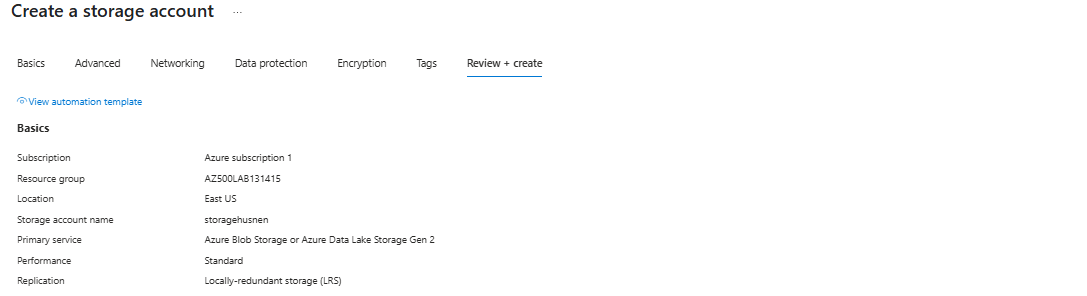 Create a storage account ...
Basics Advanced Networking Data protection Encryption Tags Review + create
View automation template
Basics
Subscription Azure subscription 1
Resource group AZ500LAB131415
Location East US
Storage account name storagehusnen
Primary service Azure Blob Storage or Azure Data Lake Storage Gen 2
Performance Standard
Replication Locally-redundant storage (LRS)